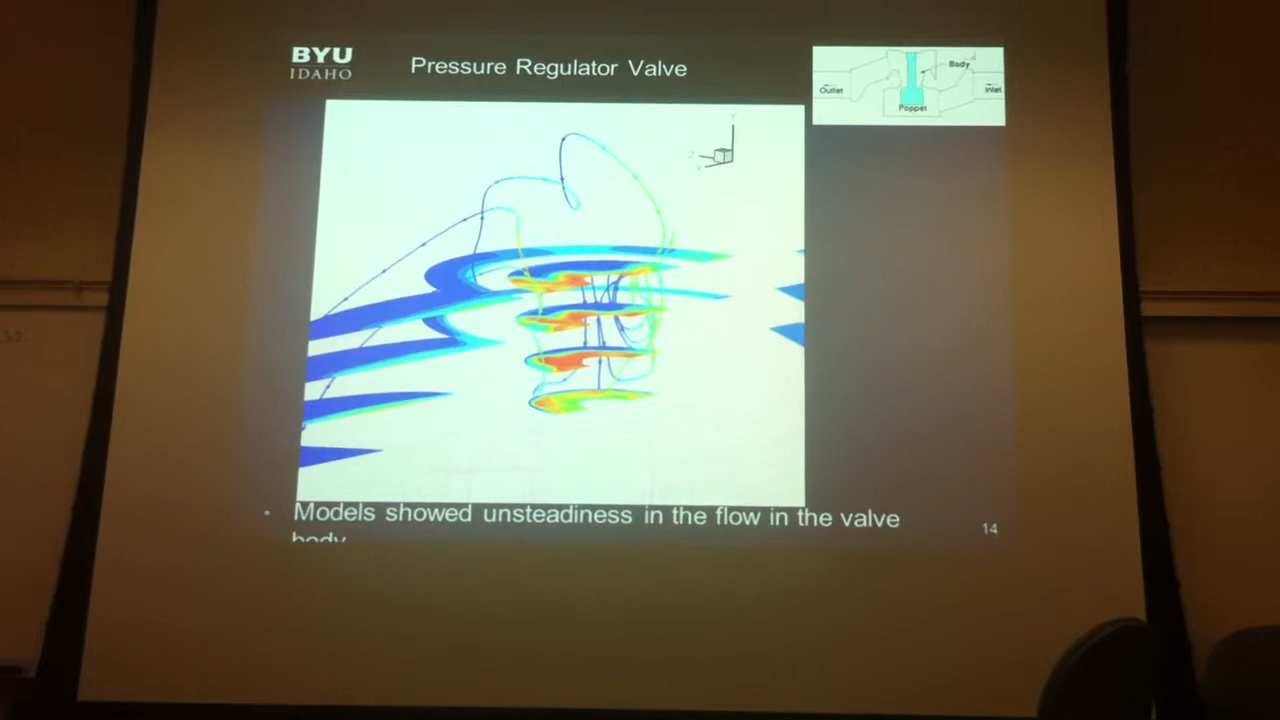 BYU
IDAHO
Pressure Regulator Valve
Body
Outlet
Inlet
Poppet
Y
Z
X
• Models showed unsteadiness in the flow in the valve
body
14